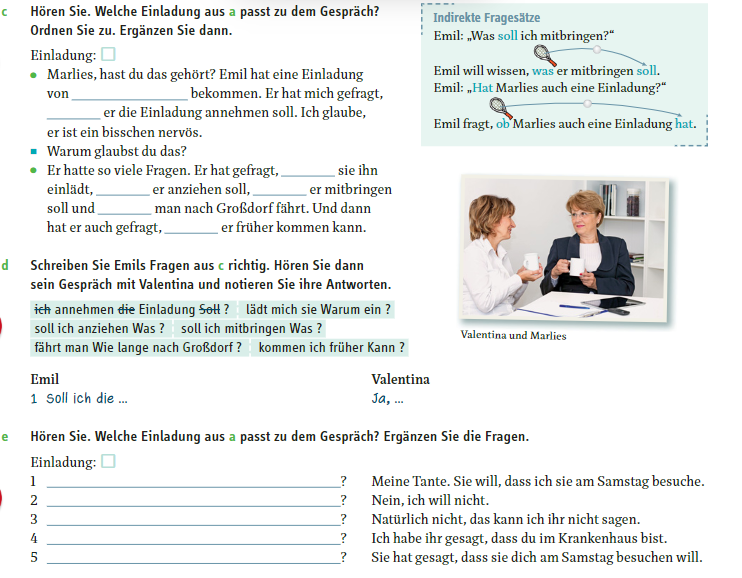 c Hören Sie. Welche Einladung aus a passt zu dem Gespräch?
Ordnen Sie zu. Ergänzen Sie dann.
Einladung:
Marlies, hast du das gehört? Emil hat eine Einladung
von ________________ bekommen. Er hat mich gefragt,
________ er die Einladung annehmen soll. Ich glaube,
er ist ein bisschen nervös.
Warum glaubst du das?
Er hatte so viele Fragen. Er hat gefragt, ________ sie ihn
einlädt, ________ er anziehen soll, ________ er mitbringen
soll und ________ man nach Großdorf fährt. Und dann
hat er auch gefragt, ________ er früher kommen kann.
Indirekte Fragesätze
Emil: „Was soll ich mitbringen?“
Emil will wissen, was er mitbringen soll.
Emil: „Hat Marlies auch eine Einladung?“
Emil fragt, ob Marlies auch eine Einladung hat.
Valentina und Marlies
d Schreiben Sie Emils Fragen aus c richtig. Hören Sie dann
sein Gespräch mit Valentina und notieren Sie ihre Antworten.
ich annehmen die Einladung Soll ? lädt mich sie Warum ein ?
soll ich anziehen Was ? soll ich mitbringen Was ?
fährt man Wie lange nach Großdorf ? kommen ich früher Kann ?
Emil Valentina
1 Soll ich die ... Ja, ...
e Hören Sie. Welche Einladung aus a passt zu dem Gespräch? Ergänzen Sie die Fragen.
Einladung:
1 ________________________? Meine Tante. Sie will, dass ich sie am Samstag besuche.
2 ________________________? Nein, ich will nicht.
3 ________________________? Natürlich nicht, das kann ich ihr nicht sagen.
4 ________________________? Ich habe ihr gesagt, dass du im Krankenhaus bist.
5 ________________________? Sie hat gesagt, dass sie dich am Samstag besuchen will.